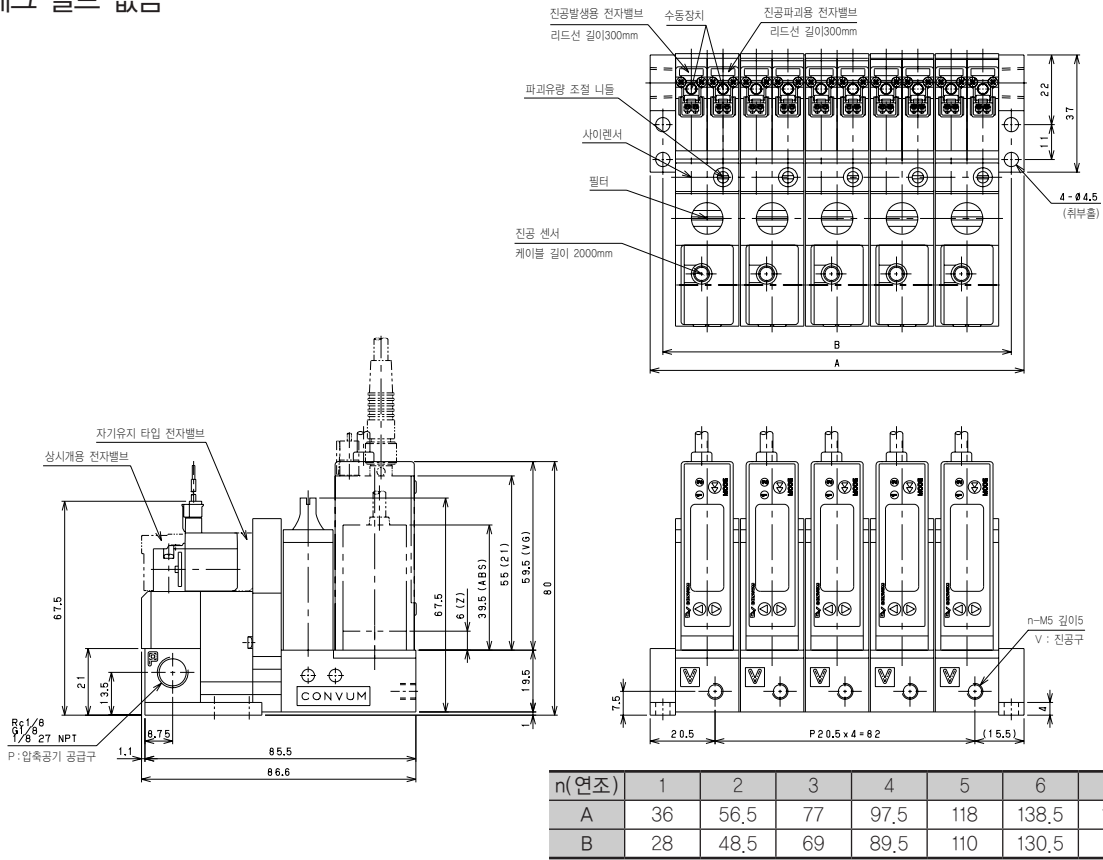 진공발생용 전자밸브
리드선 길이300mm
수동장치
진공파괴용 전자밸브
리드선 길이300mm
파괴유량 조절 니들
사이렌서
필터
진공 센서
케이블 길이 2000mm
22
37
11
4-Ø4.5
(취부홀)
B
A
자기유지 타입 전자밸브
상시개용 전자밸브
67.5
21
13.5
Rc1/8
G1/8
1/8 27 NPT
P:압축공기 공급구
8.75
1.1
85.5
86.6
CONVUM
67.5
6(Z)
39.5(ABS)
55(21)
59.5(VG)
80
19.5
1
MODE MODE MODE MODE MODE
V V V V V
n-M5 깊이5
V : 진공구
7.5
4
20.5
P20.5x4=82
(15.5)
n(연조) 1 2 3 4 5 6
A 36 56.5 77 97.5 118 138.5
B 28 48.5 69 89.5 110 130.5